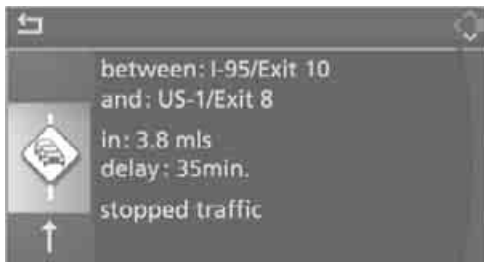 between: I-95/Exit 10
and: US-1/Exit 8
in: 3.8 mls
delay: 35min.
stopped traffic